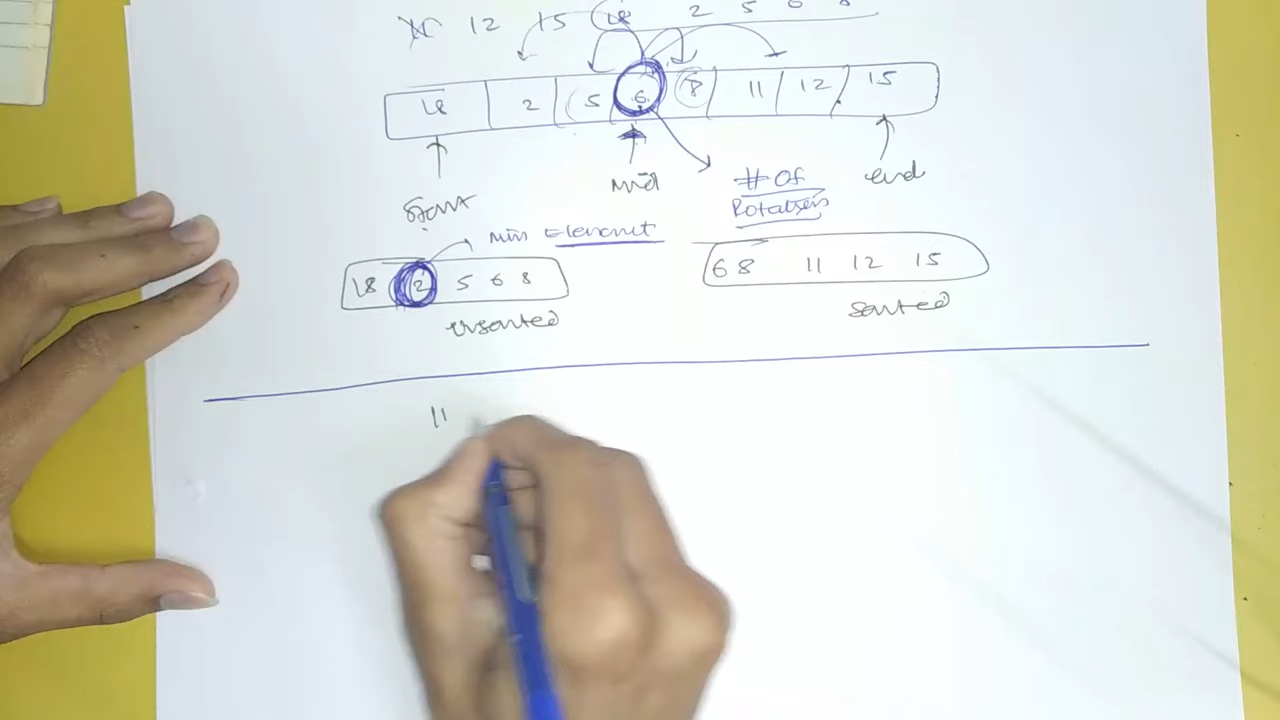 12 15 18 2 5 6 8
18 2 5 6 8 11 12 15
Start mid # Of end
Rotations
min Element
18 2 5 6 8
6 8 11 12 15
unsorted sorted
11